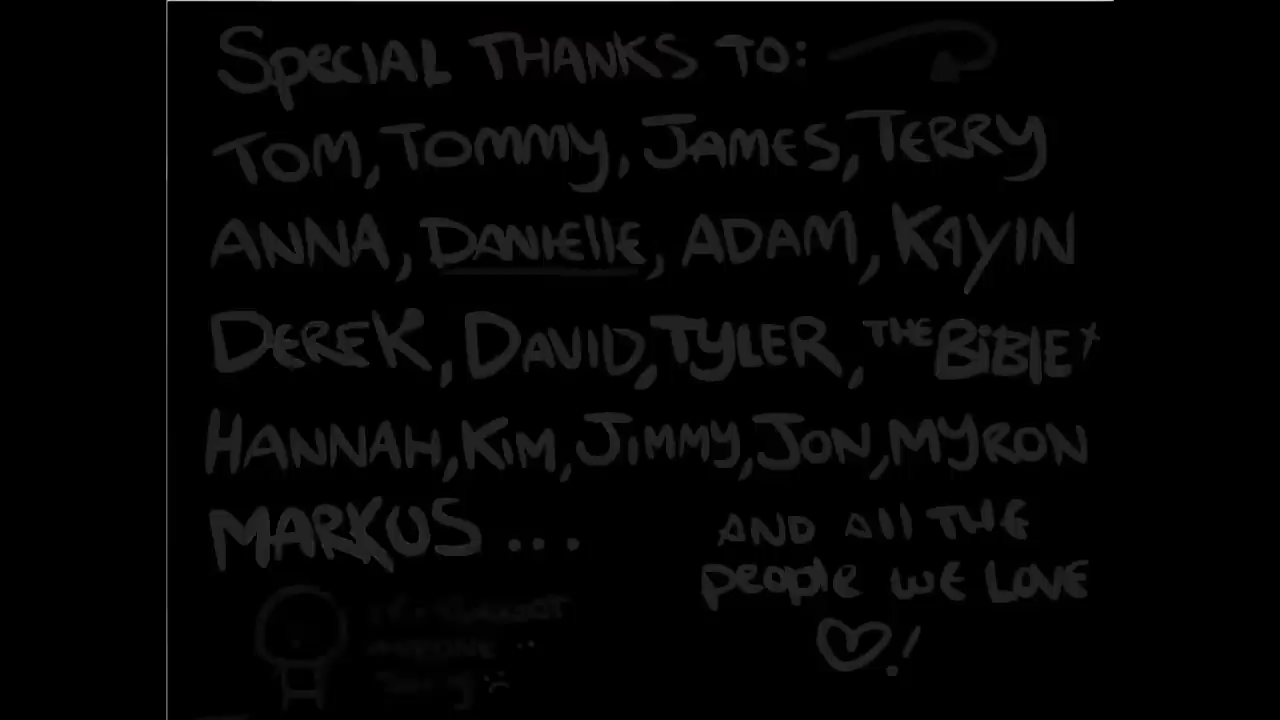 SPECIAL THANKS TO:
TOM, TOMMY, JAMES, TERRY
ANNA, DANIELLE, ADAM, KAYIN
DEREK, DAVID, TYLER, THE BIBLE
HANNAH, KIM, JIMMY, JON, MYRON
MARKUS ...
AND All THE
people WE LOVE
♡!